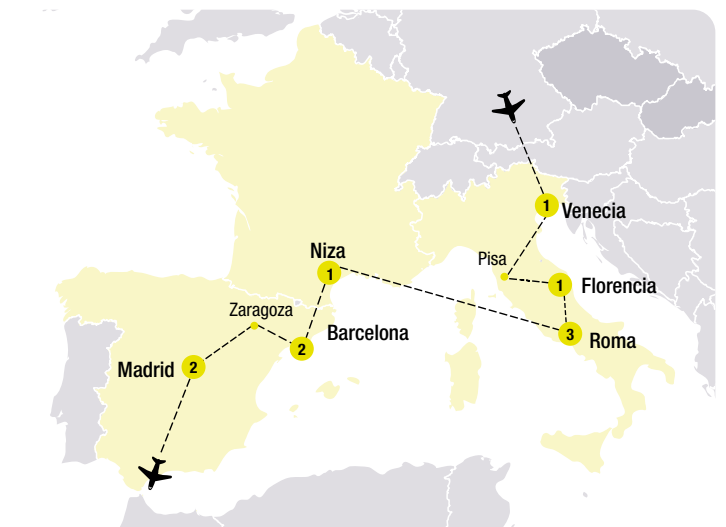 1
Venecia
Niza
1
Pisa
1
Florencia
Zaragoza
2
Barcelona
3
Roma
Madrid
2